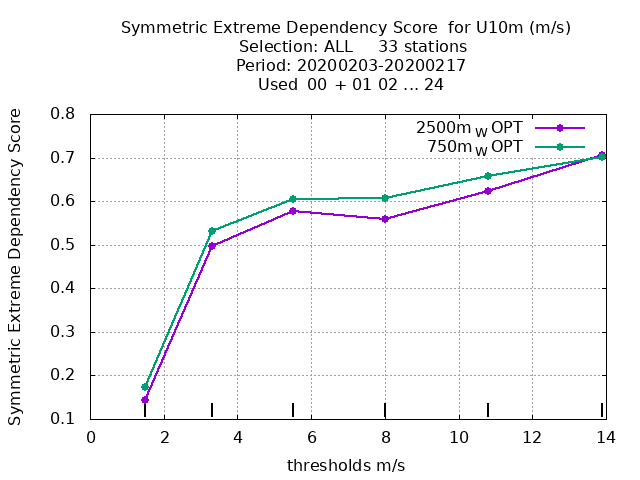 Symmetric Extreme Dependency Score for U10m (m/s)
Selection: ALL 33 stations
Period: 20200203-20200217
Used 00 + 01 02 ... 24
Symmetric Extreme Dependency Score
0.8
0.7
0.6
0.5
0.4
0.3
0.2
0.1
2500m W OPT
750m W OPT
0 2 4 6 8 10 12 14
thresholds m/s